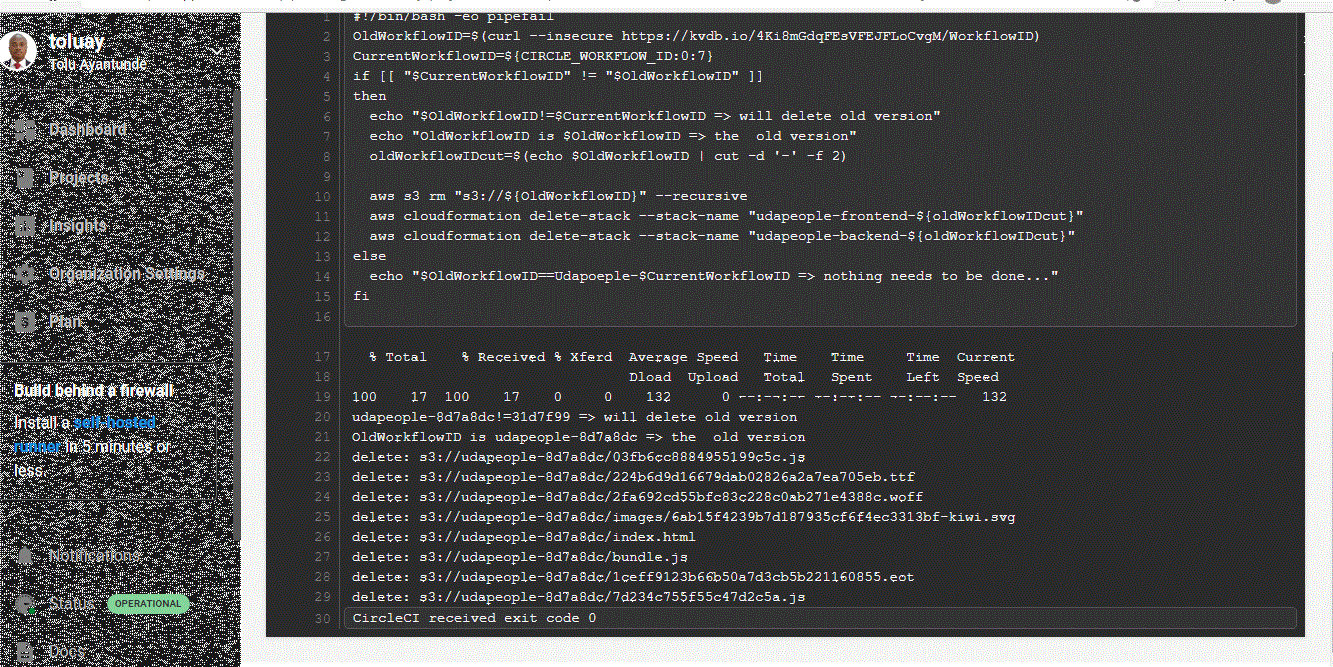 toluay
Tolu Ayantunde
Dashboard
Projects
Insights
Organization Settings
Plan
Build behind a firewall
Install a self-hosted
runner in 5 minutes or
less.
Notifications
Status OPERATIONAL
Docs
1 #!/bin/bash -eo pipefail
2 OldWorkflowID=$(curl --insecure https://kvdb.io/4Ki8mGdqFEsVFEJFLoCvgM/WorkflowID)
3 CurrentWorkflowID=${CIRCLE_WORKFLOW_ID:0:7}
4 if [[ "$CurrentWorkflowID" != "$OldWorkflowID" ]]
5 then
6 echo "$OldWorkflowID!=$CurrentWorkflowID => will delete old version"
7 echo "OldWorkflowID is $OldWorkflowID => the  old version"
8 oldWorkflowIDcut=$(echo $OldWorkflowID | cut -d '-' -f 2)
9
10 aws s3 rm "s3://${OldWorkflowID}" --recursive
11 aws cloudformation delete-stack --stack-name "udapeople-frontend-${oldWorkflowIDcut}"
12 aws cloudformation delete-stack --stack-name "udapeople-backend-${oldWorkflowIDcut}"
13 else
14 echo "$OldWorkflowID==Udapoeple-$CurrentWorkflowID => nothing needs to be done..."
15 fi
16
17 % Total % Received % Xferd Average Speed Time Time Time Current
18 Dload Upload Total Spent Left Speed
19 100 17 100 17 0 0 132 0 --:--:-- --:--:-- --:--:-- 132
20 udapeople-8d7a8dc!=31d7f99 => will delete old version
21 OldWorkflowID is udapeople-8d7a8dc => the  old version
22 delete: s3://udapeople-8d7a8dc/03fb6cc8884955199c5c.js
23 delete: s3://udapeople-8d7a8dc/224b6d9d16679dab02826a2a7ea705eb.ttf
24 delete: s3://udapeople-8d7a8dc/2fa692cd55bfc83c228c0ab271e4388c.woff
25 delete: s3://udapeople-8d7a8dc/images/6ab15f4239b7d187935cf6f4ec3313bf-kiwi.svg
26 delete: s3://udapeople-8d7a8dc/index.html
27 delete: s3://udapeople-8d7a8dc/bundle.js
28 delete: s3://udapeople-8d7a8dc/1ceff9123b66b50a7d3cb5b221160855.eot
29 delete: s3://udapeople-8d7a8dc/7d234c755f55c47d2c5a.js
30 CircleCI received exit code 0